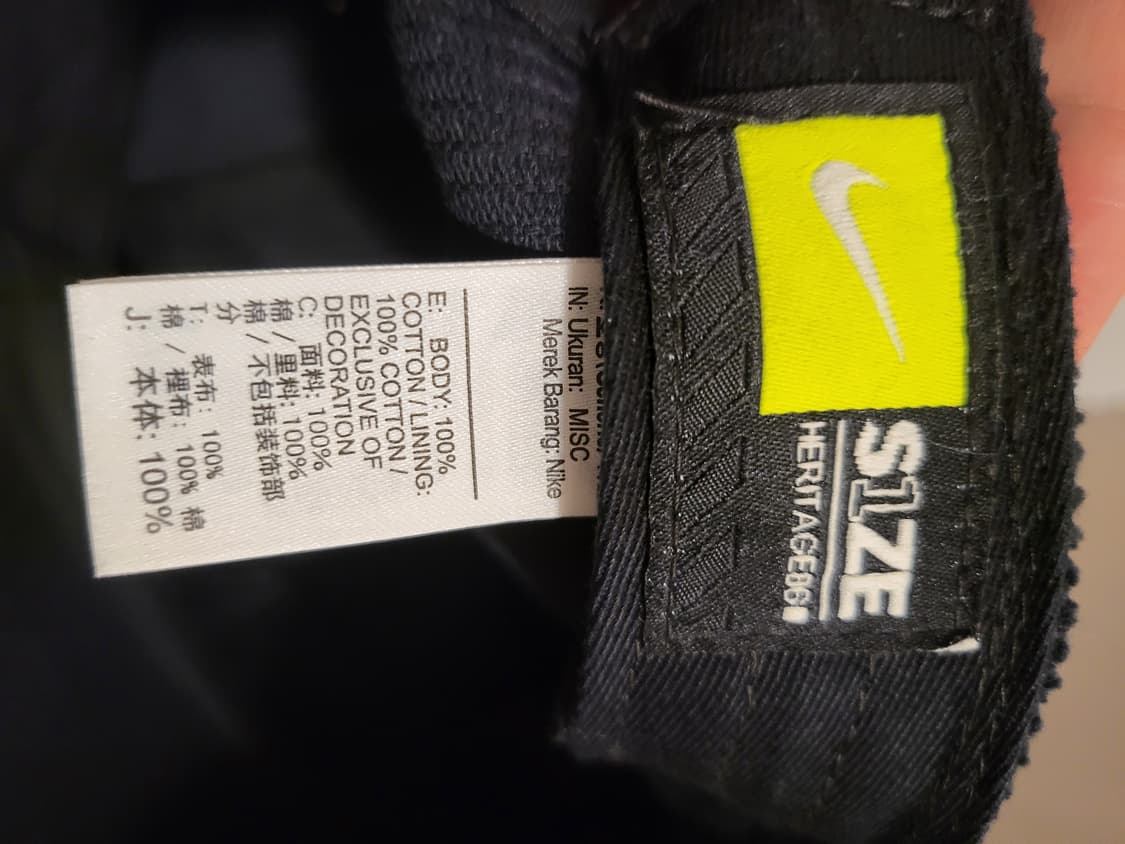 IN: Ukuran: MISC
Merek Barang: Nike
E: BODY: 100%
COTTON / LINING:
100% COTTON /
EXCLUSIVE OF
DECORATION
C: 面料: 100%
棉 / 里料: 100%
棉 / 不包括装饰部
分
T: 表布: 100%
棉 / 裡布: 100% 棉
J: 本体: 100%
S1ZE
HERITAGE86